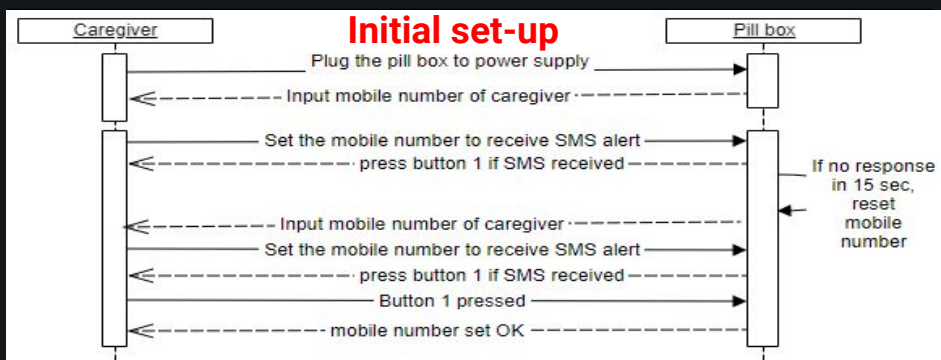 Initial set-up
Caregiver
Pill box
Plug the pill box to power supply
Input mobile number of caregiver
Set the mobile number to receive SMS alert
press button 1 if SMS received
If no response
in 15 sec,
reset
mobile
number
Input mobile number of caregiver
Set the mobile number to receive SMS alert
press button 1 if SMS received
Button 1 pressed
mobile number set OK